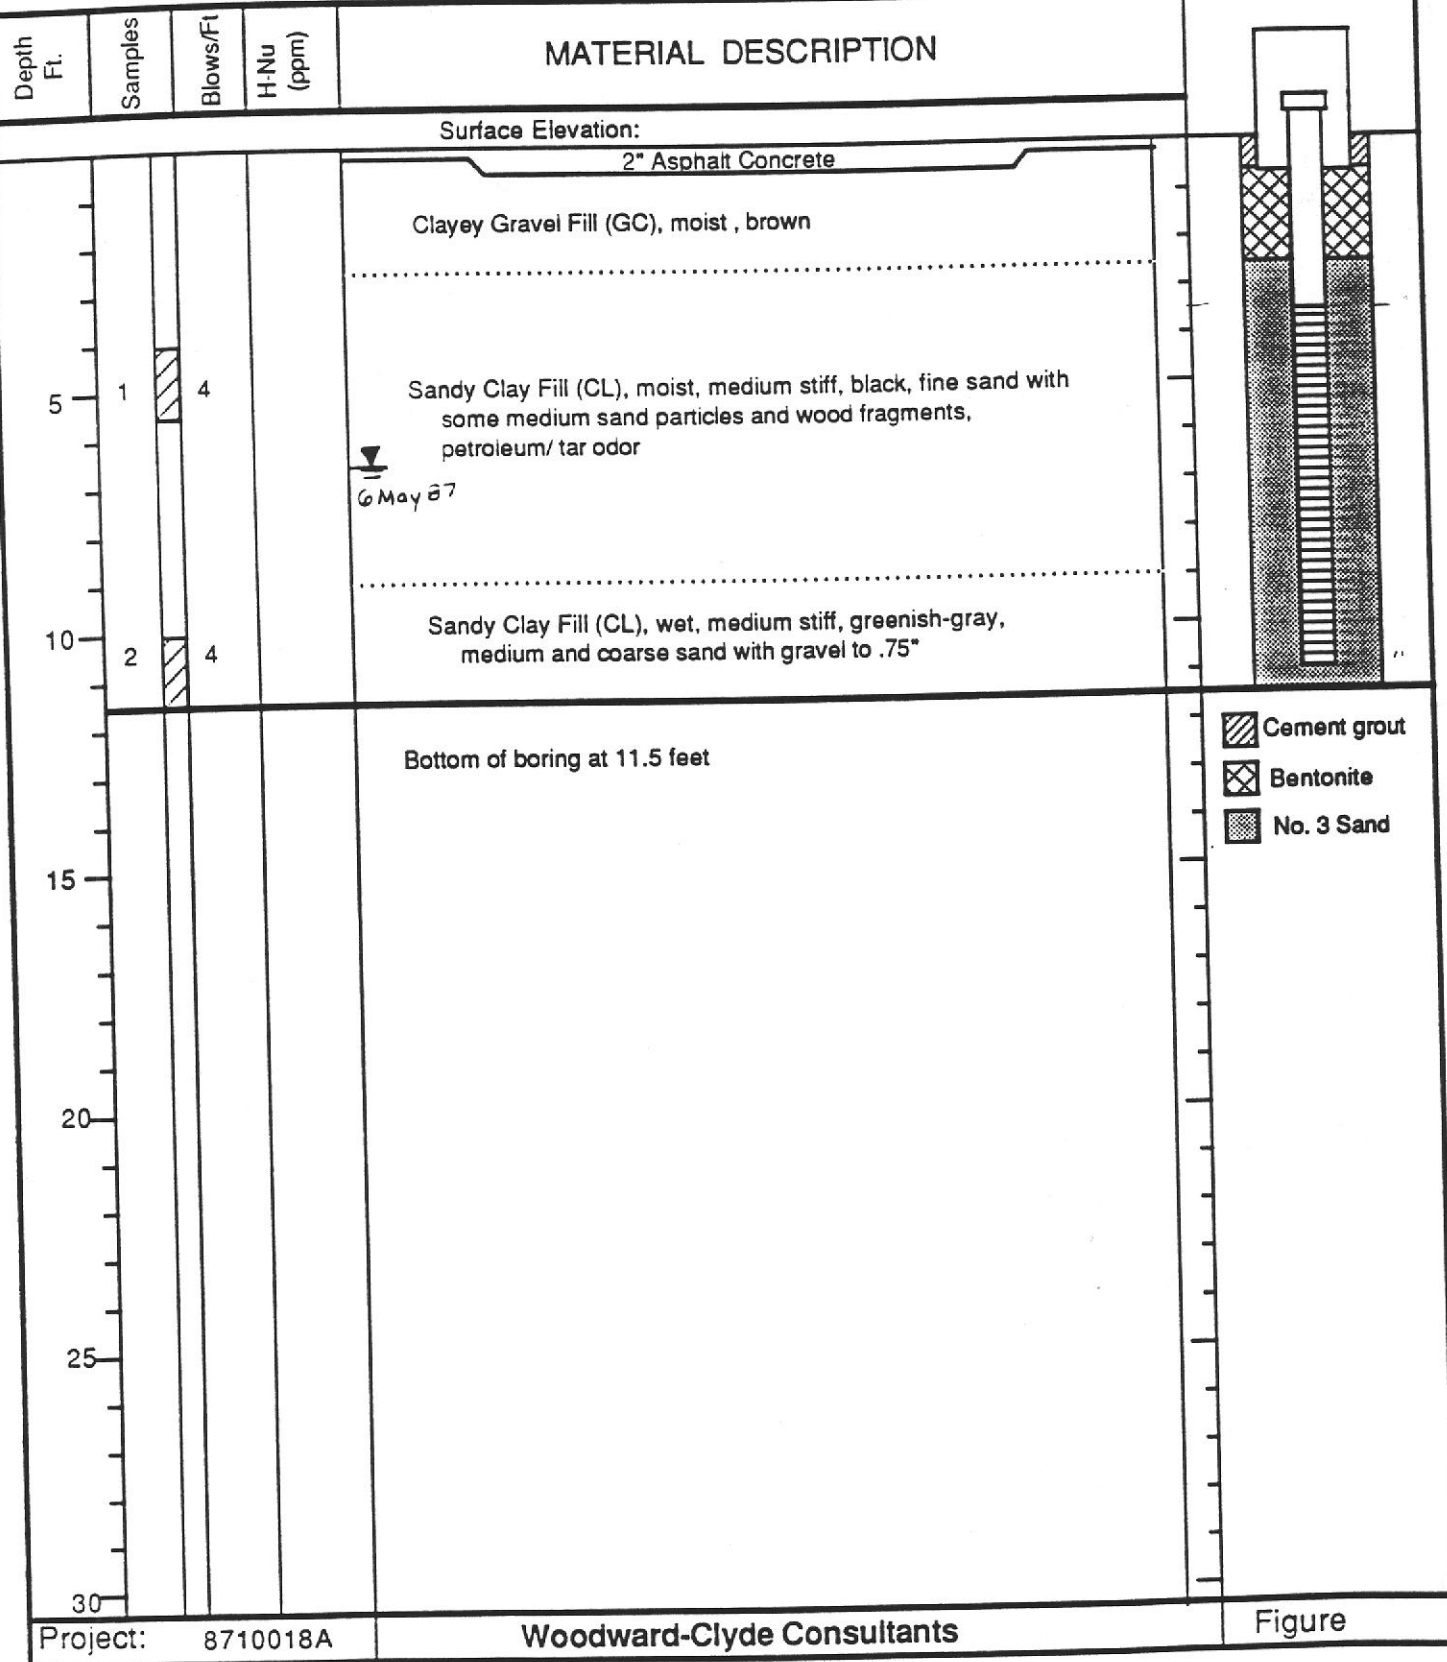 Depth
Ft.
Samples
Blows/Ft
H-Nu
(ppm)
MATERIAL DESCRIPTION
Surface Elevation:
2" Asphalt Concrete
Clayey Gravel Fill (GC), moist , brown
5
1
4
Sandy Clay Fill (CL), moist, medium stiff, black, fine sand with
some medium sand particles and wood fragments,
petroleum/ tar odor
6 May 87
10
2
4
Sandy Clay Fill (CL), wet, medium stiff, greenish-gray,
medium and coarse sand with gravel to .75"
Bottom of boring at 11.5 feet
Cement grout
Bentonite
No. 3 Sand
15
20
25
30
Project: 8710018A
Woodward-Clyde Consultants
Figure